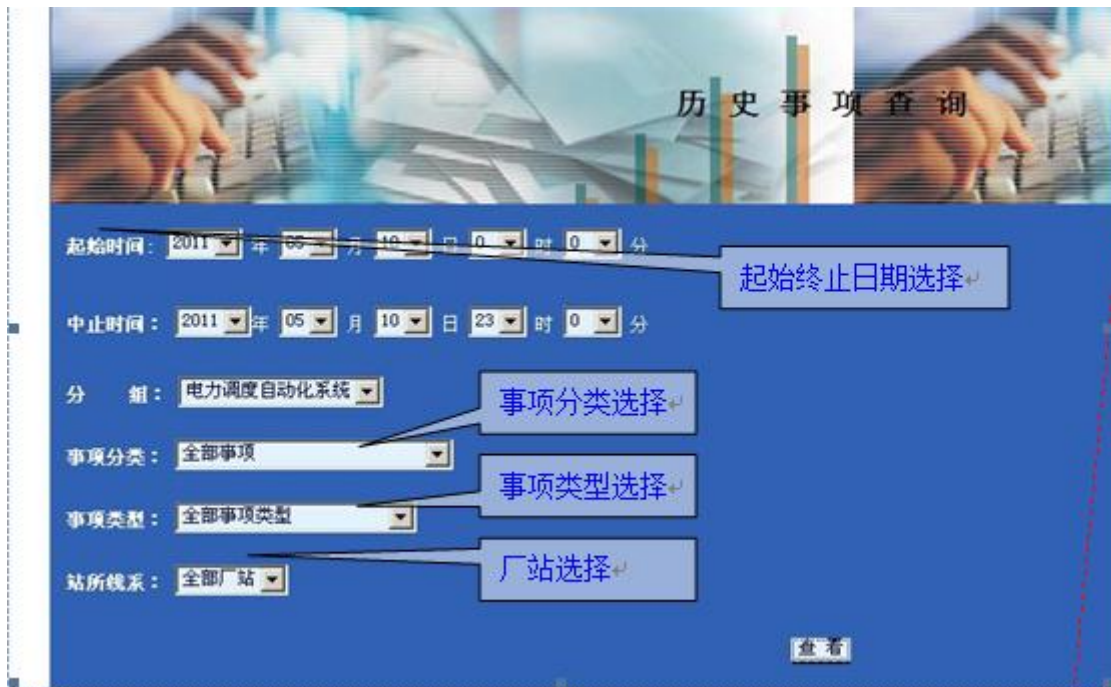 历史事项查询
起始时间： 2011 年 05 月 10 日 0 时 0 分
起始终止日期选择
中止时间： 2011 年 05 月 10 日 23 时 0 分
分 组： 电力调度自动化系统
事项分类选择
事项分类： 全部事项
事项类型选择
事项类型： 全部事项类型
厂站选择
站所线系： 全部厂站
查看